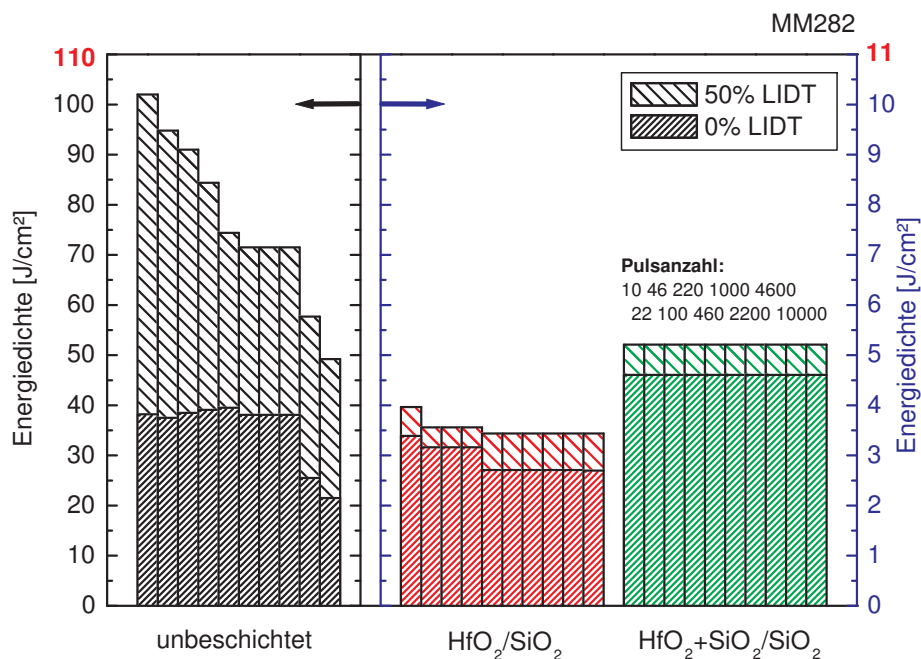 MM282
110
100
90
80
70
60
50
40
30
20
10
0
Energiedichte [J/cm²]
50% LIDT
0% LIDT
Pulsanzahl:
10 46 220 1000 4600
22 100 460 2200 10000
11
10
9
8
7
6
5
4
3
2
1
0
Energiedichte [J/cm²]
unbeschichtet
HfO₂/SiO₂
HfO₂+SiO₂/SiO₂